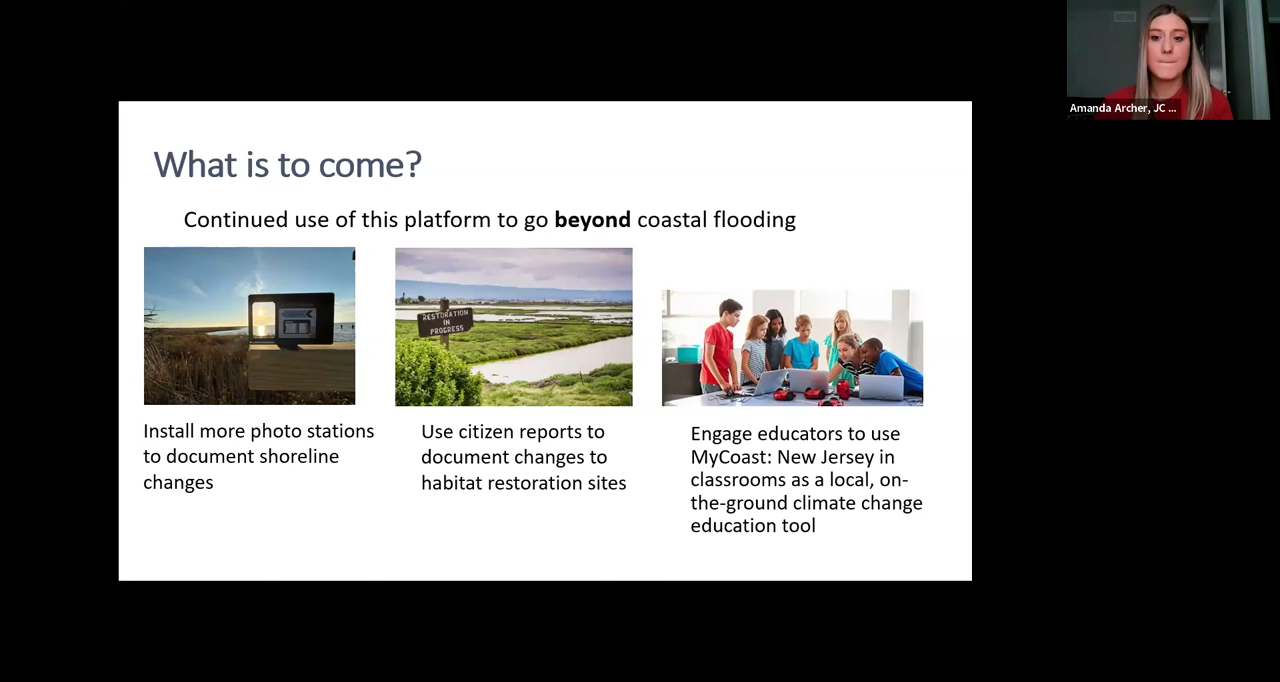 Amanda Archer, JC ...
What is to come?
Continued use of this platform to go beyond coastal flooding
RESTORATION
IN
PROGRESS
Install more photo stations
to document shoreline
changes
Use citizen reports to
document changes to
habitat restoration sites
Engage educators to use
MyCoast: New Jersey in
classrooms as a local, on-
the-ground climate change
education tool